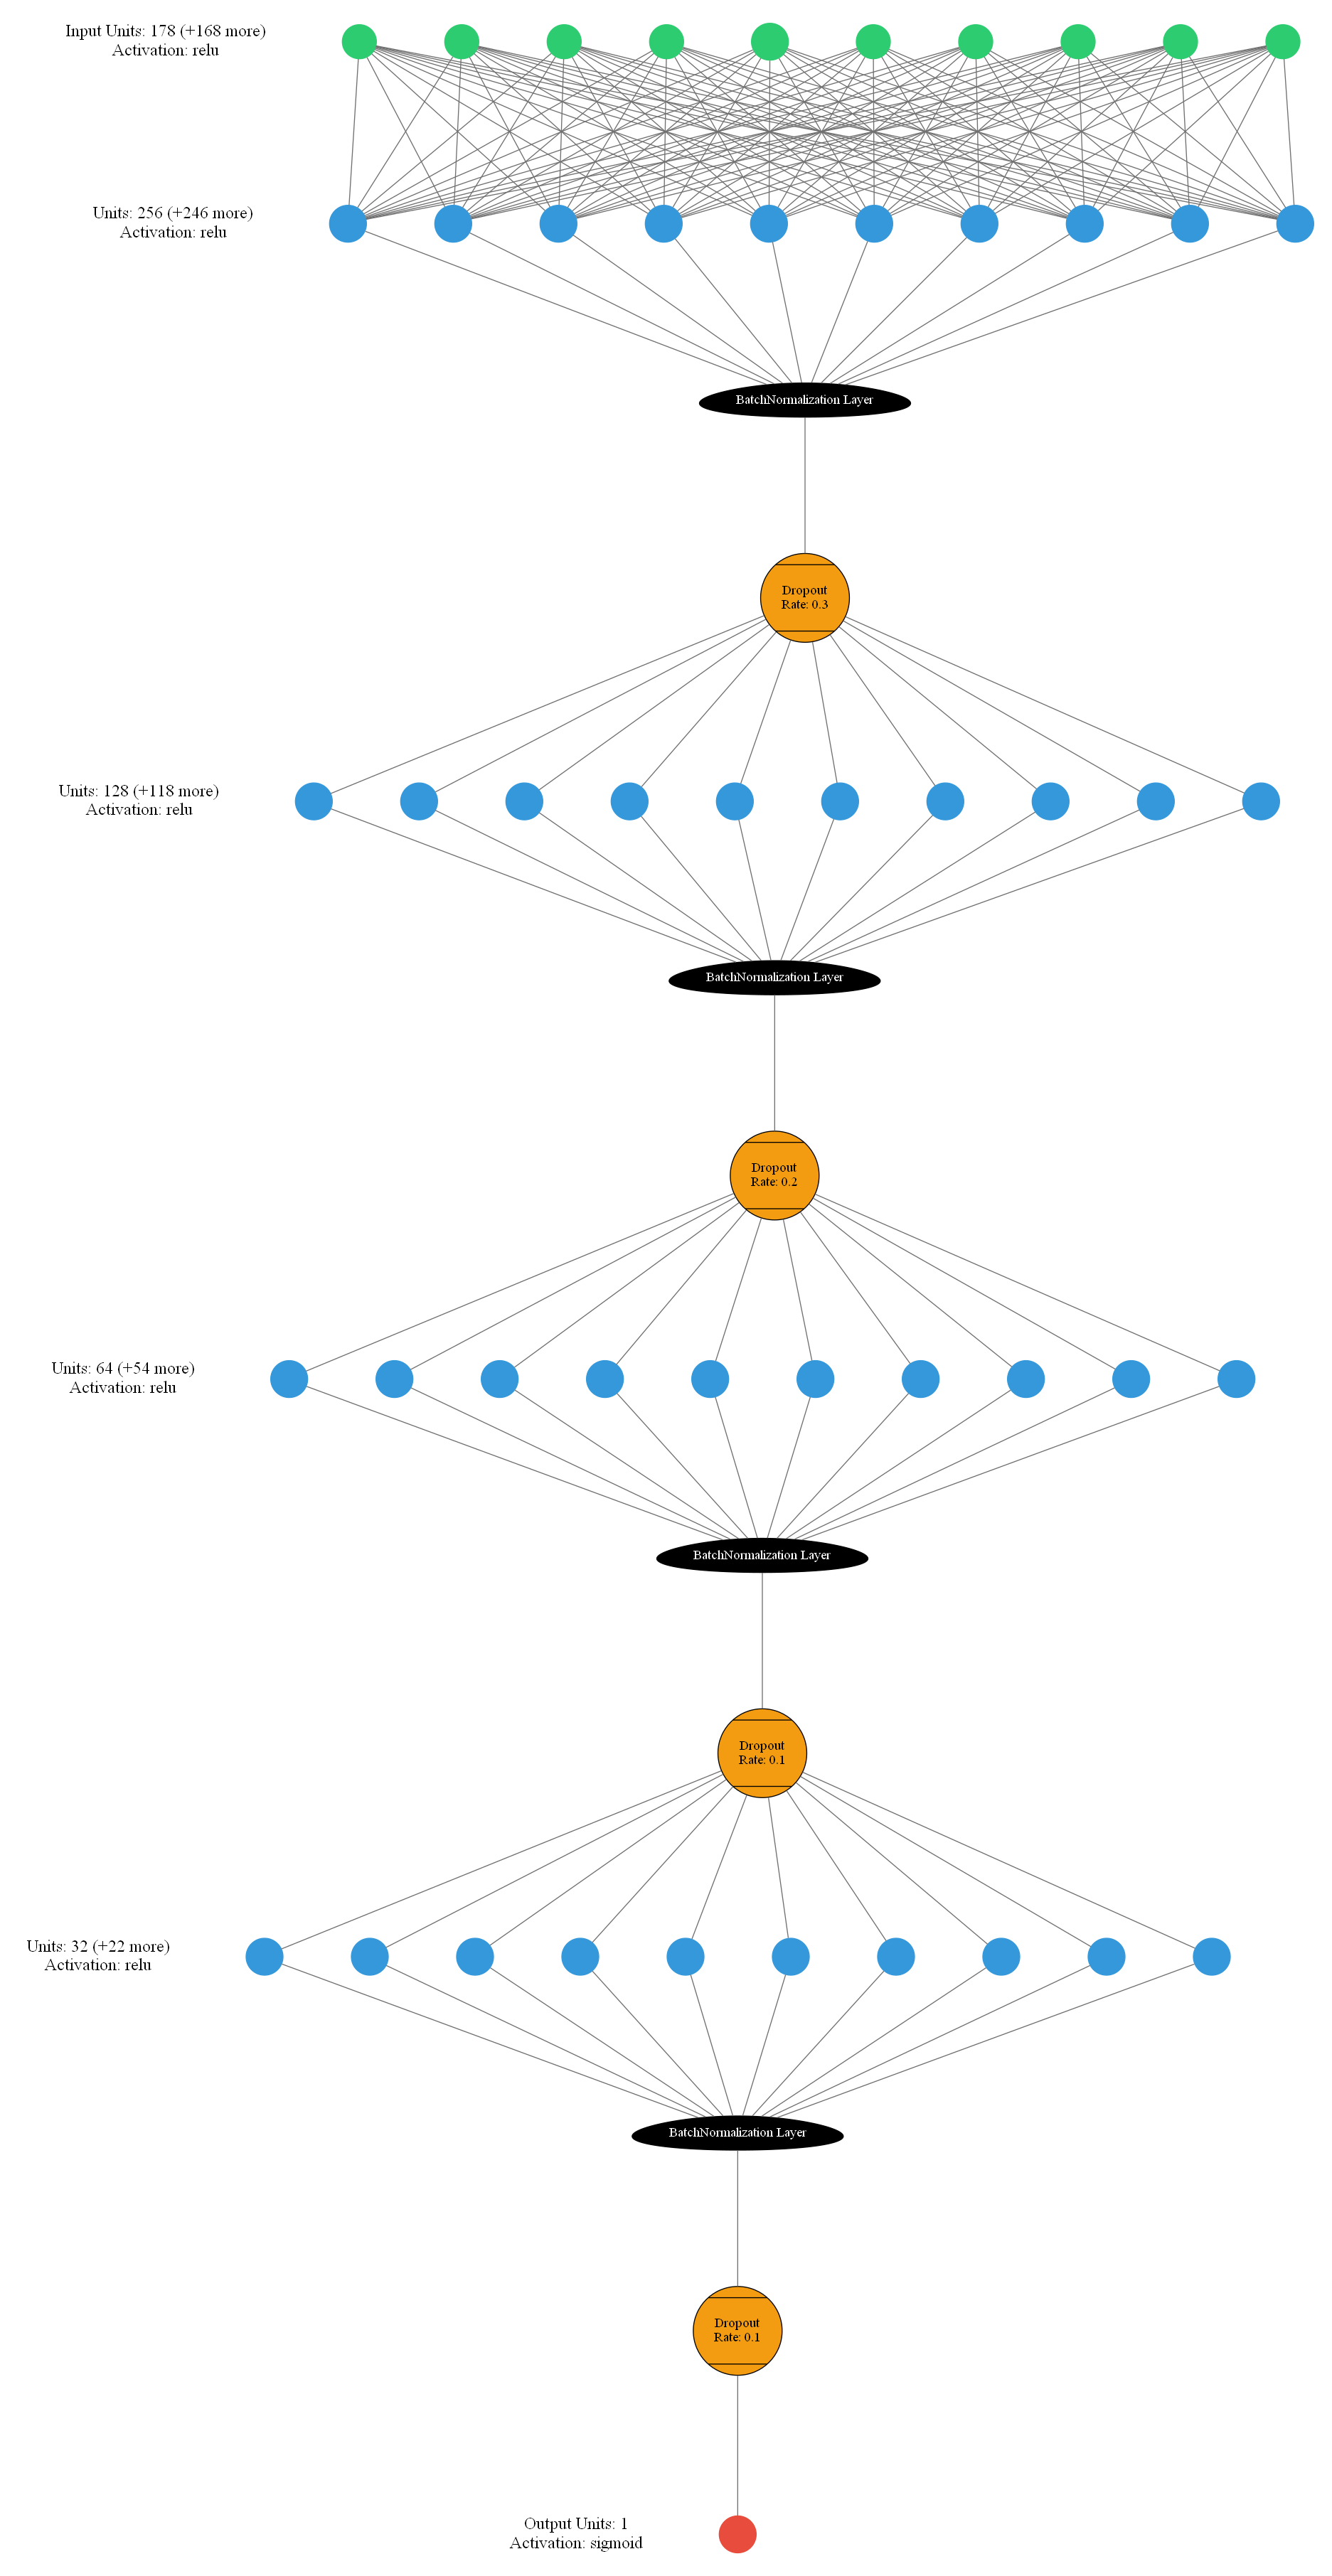 Input Units: 178 (+168 more)
Activation: relu
Units: 256 (+246 more)
Activation: relu
BatchNormalization Layer
Dropout
Rate: 0.3
Units: 128 (+118 more)
Activation: relu
BatchNormalization Layer
Dropout
Rate: 0.2
Units: 64 (+54 more)
Activation: relu
BatchNormalization Layer
Dropout
Rate: 0.1
Units: 32 (+22 more)
Activation: relu
BatchNormalization Layer
Dropout
Rate: 0.1
Output Units: 1
Activation: sigmoid